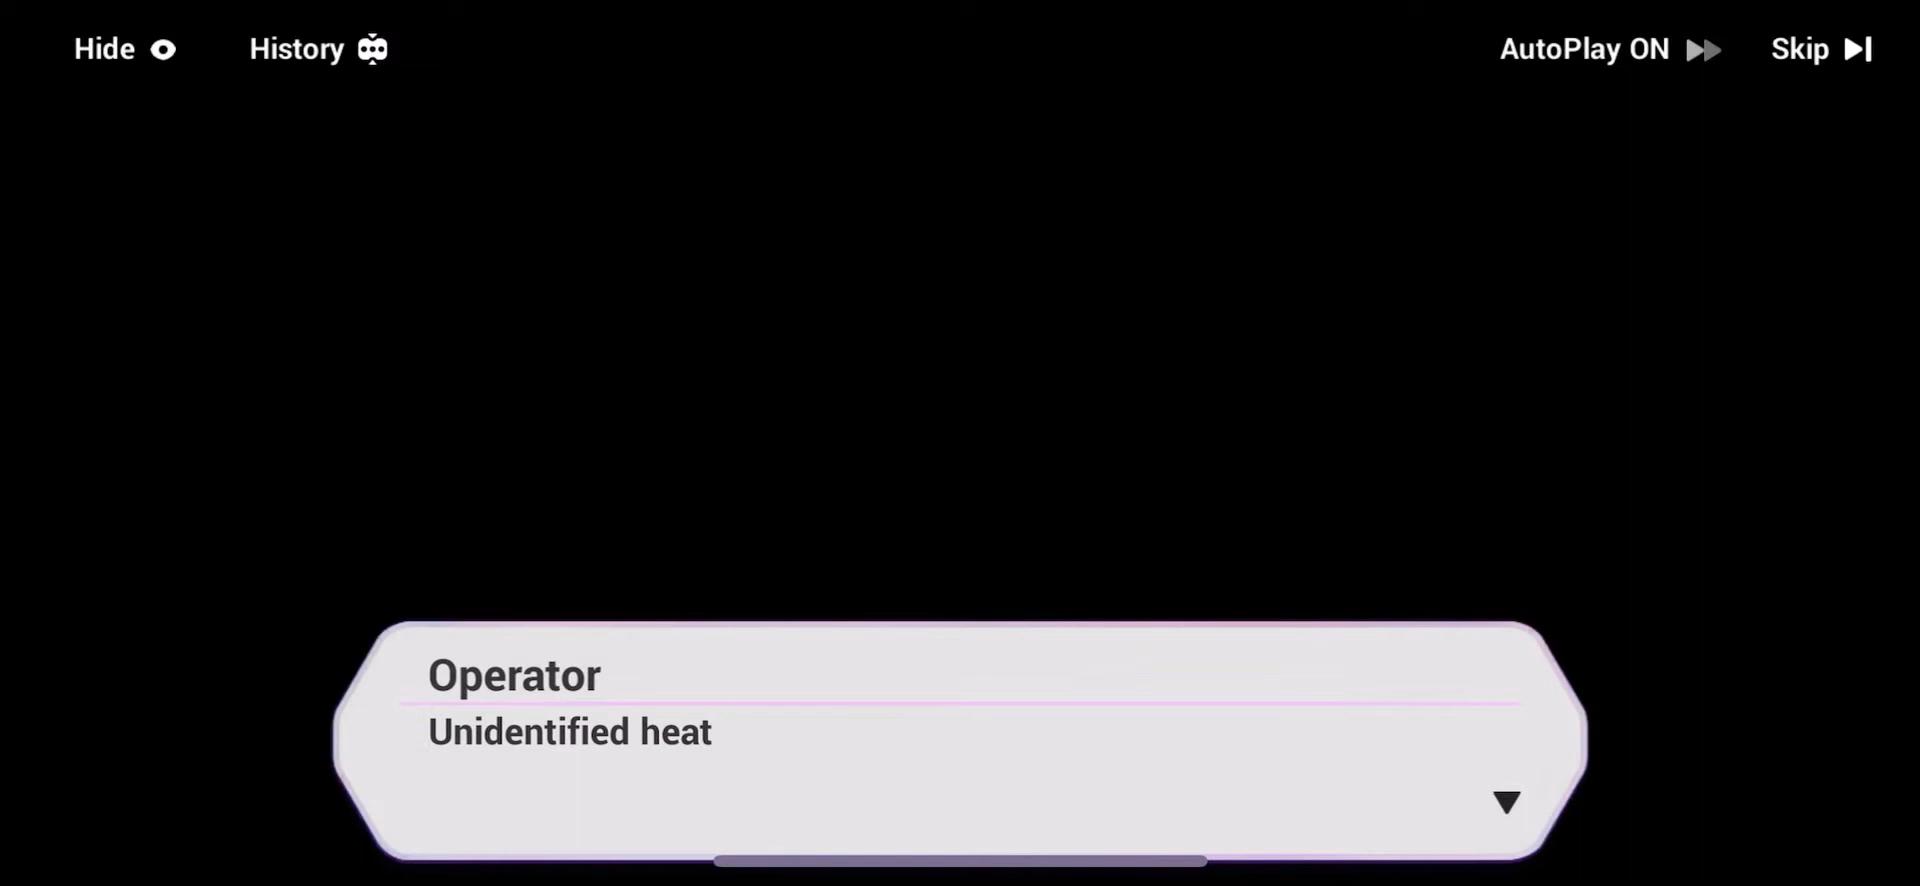 Hide
History
AutoPlay ON
Skip
Operator
Unidentified heat